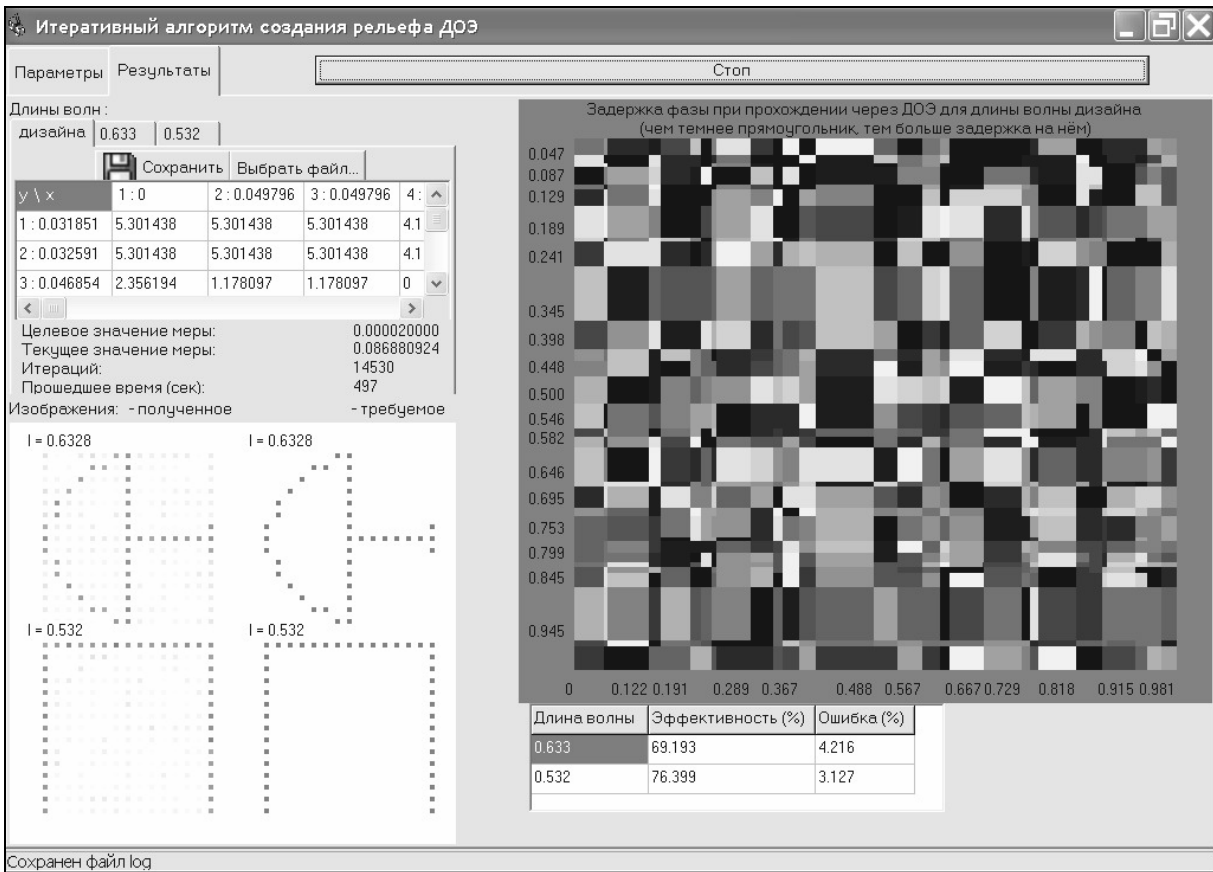 Итеративный алгоритм создания рельефа ДОЭ
Параметры Результаты
Стоп
Длины волн :
дизайна 0.633 0.532
Сохранить Выбрать файл...
y \ x 1 : 0 2 : 0.049796 3 : 0.049796 4 :
1 : 0.031851 5.301438 5.301438 5.301438 4.1
2 : 0.032591 5.301438 5.301438 5.301438 4.1
3 : 0.046854 2.356194 1.178097 1.178097 0
Целевое значение меры: 0.000020000
Текущее значение меры: 0.086880924
Итераций: 14530
Прошедшее время (сек): 497
Изображения: - полученное - требуемое
l = 0.6328 l = 0.6328
l = 0.532 l = 0.532
Задержка фазы при прохождении через ДОЭ для длины волны дизайна
(чем темнее прямоугольник, тем больше задержка на нём)
0.047
0.087
0.129
0.189
0.241
0.345
0.398
0.448
0.500
0.546
0.582
0.646
0.695
0.753
0.799
0.845
0.945
0 0.122 0.191 0.289 0.367 0.488 0.567 0.667 0.729 0.818 0.915 0.981
Длина волны Эффективность (%) Ошибка (%)
0.633 69.193 4.216
0.532 76.399 3.127
Сохранен файл log